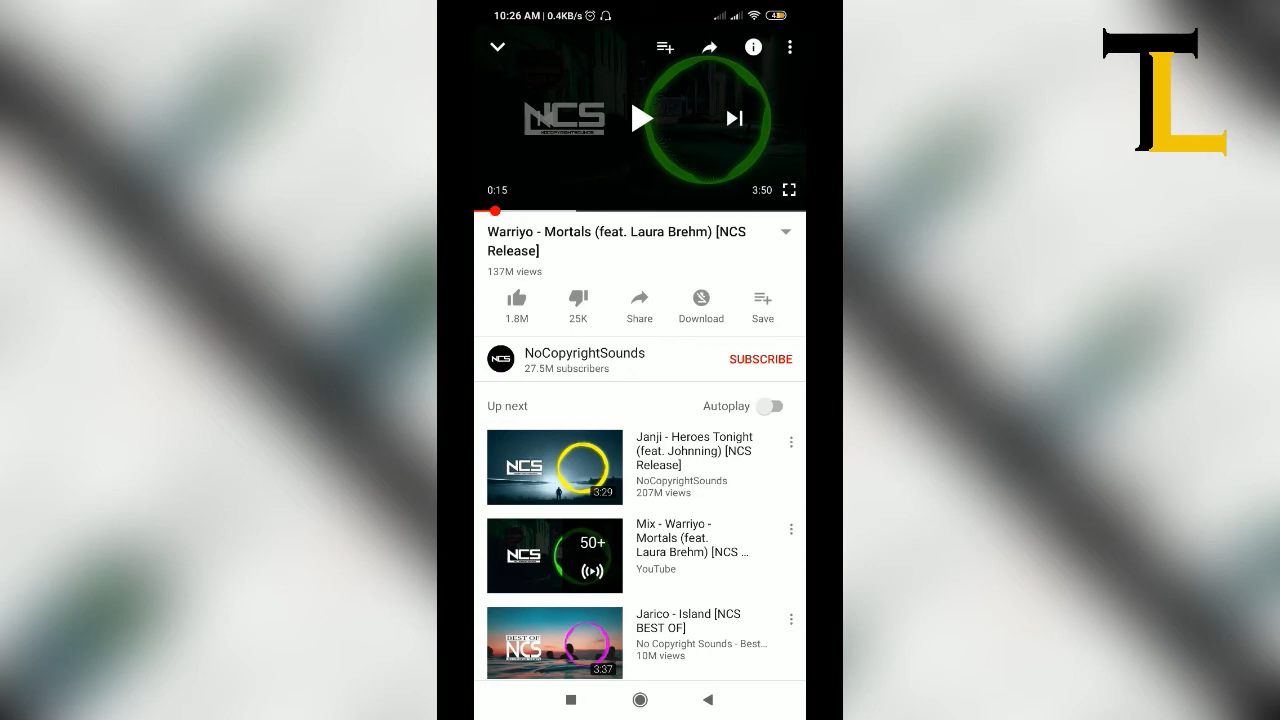 10:26 AM | 0.4KB/s
TL
NCS
NOCOPYRIGHTSOUNDS
0:15
3:50
Warriyo - Mortals (feat. Laura Brehm) [NCS
Release]
137M views
1.8M
25K
Share
Download
Save
NCS
NoCopyrightSounds
27.5M subscribers
SUBSCRIBE
Up next
Autoplay
NCS
3:29
Janji - Heroes Tonight
(feat. Johnning) [NCS
Release]
NoCopyrightSounds
207M views
NCS
50+
Mix - Warriyo -
Mortals (feat.
Laura Brehm) [NCS ...
YouTube
BEST OF
NCS
3:37
Jarico - Island [NCS
BEST OF]
No Copyright Sounds - Best...
10M views